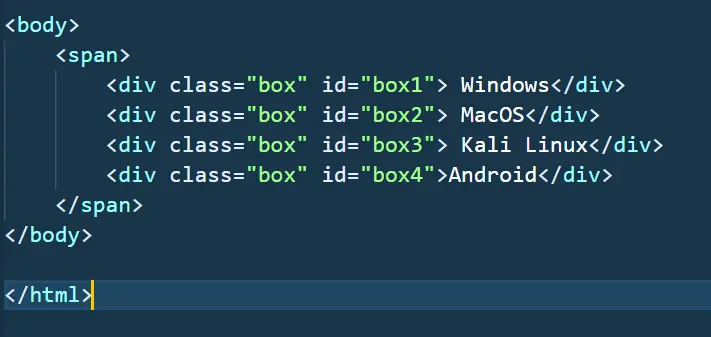 <body>
    <span>
        <div class="box" id="box1"> Windows</div>
        <div class="box" id="box2"> MacOS</div>
        <div class="box" id="box3"> Kali Linux</div>
        <div class="box" id="box4">Android</div>
    </span>
</body>
</html>